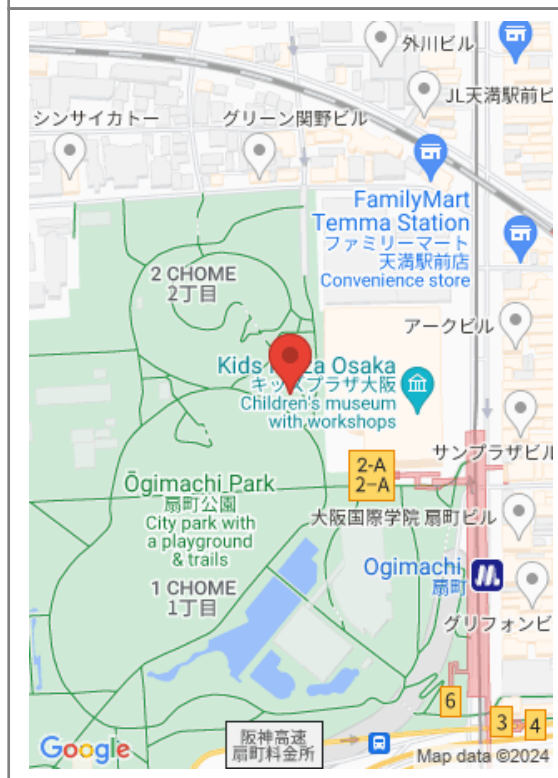 外川ビル
JL天満駅前ビ
シンサイカトー
グリーン関野ビル
FamilyMart
Temma Station
ファミリーマート
天満駅前店
Convenience store
2 CHOME
2丁目
アークビル
Kids Plaza Osaka
キッズプラザ大阪
Children's museum
with workshops
サンプラザビル
2-A
2-A
Ōgimachi Park
扇町公園
City park with
a playground
& trails
大阪国際学院 扇町ビル
Ogimachi
扇町
1 CHOME
1丁目
グリフォンビ
6
3
4
阪神高速
扇町料金所
Google
Map data ©2024